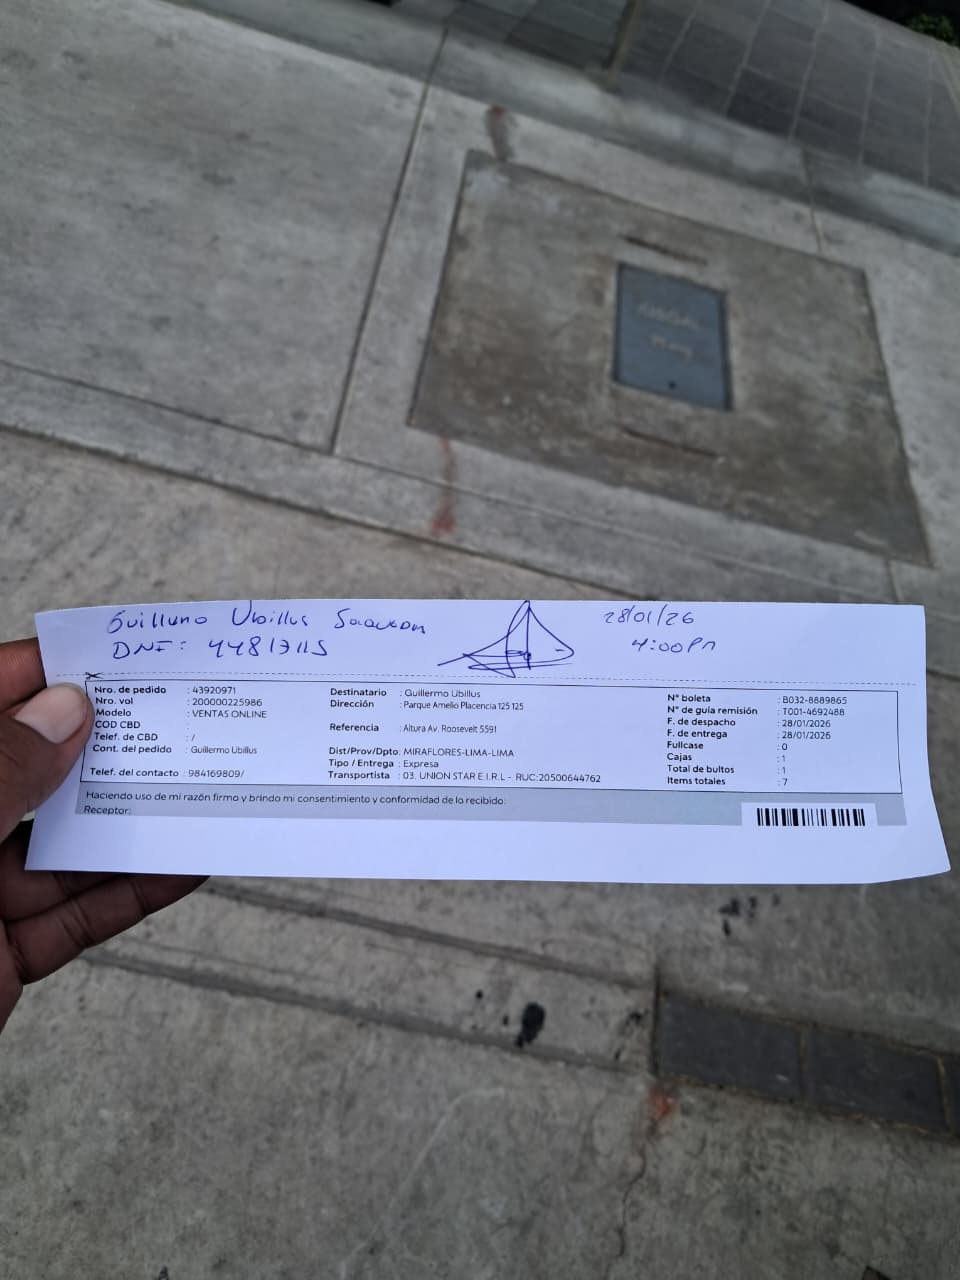 Guillermo Ubillus
28/01/26
DNI: 44817115
4:00 Pm
Nro. de pedido : 43920971
Nro. vol : 200000225986
Modelo : VENTAS ONLINE
COD CBD :
Telef. de CBD : /
Cont. del pedido : Guillermo Ubillus
Telef. del contacto : 984169809/
Destinatario : Guillermo Ubillus
Dirección : Parque Amelio Placencia 125 125
Referencia : Altura Av. Roosevelt 5591
Dist/Prov/Dpto : MIRAFLORES-LIMA-LIMA
Tipo / Entrega : Expresa
Transportista : 03. UNION STAR E.I.R.L - RUC:20500644762
N° boleta : B032-8889865
N° de guía remisión : T001-4692488
F. de despacho : 28/01/2026
F. de entrega : 28/01/2026
Fullcase : 0
Cajas : 1
Total de bultos : 1
Items totales : 7
Haciendo uso de mi razón firmo y brindo mi consentimiento y conformidad de lo recibido:
Receptor: